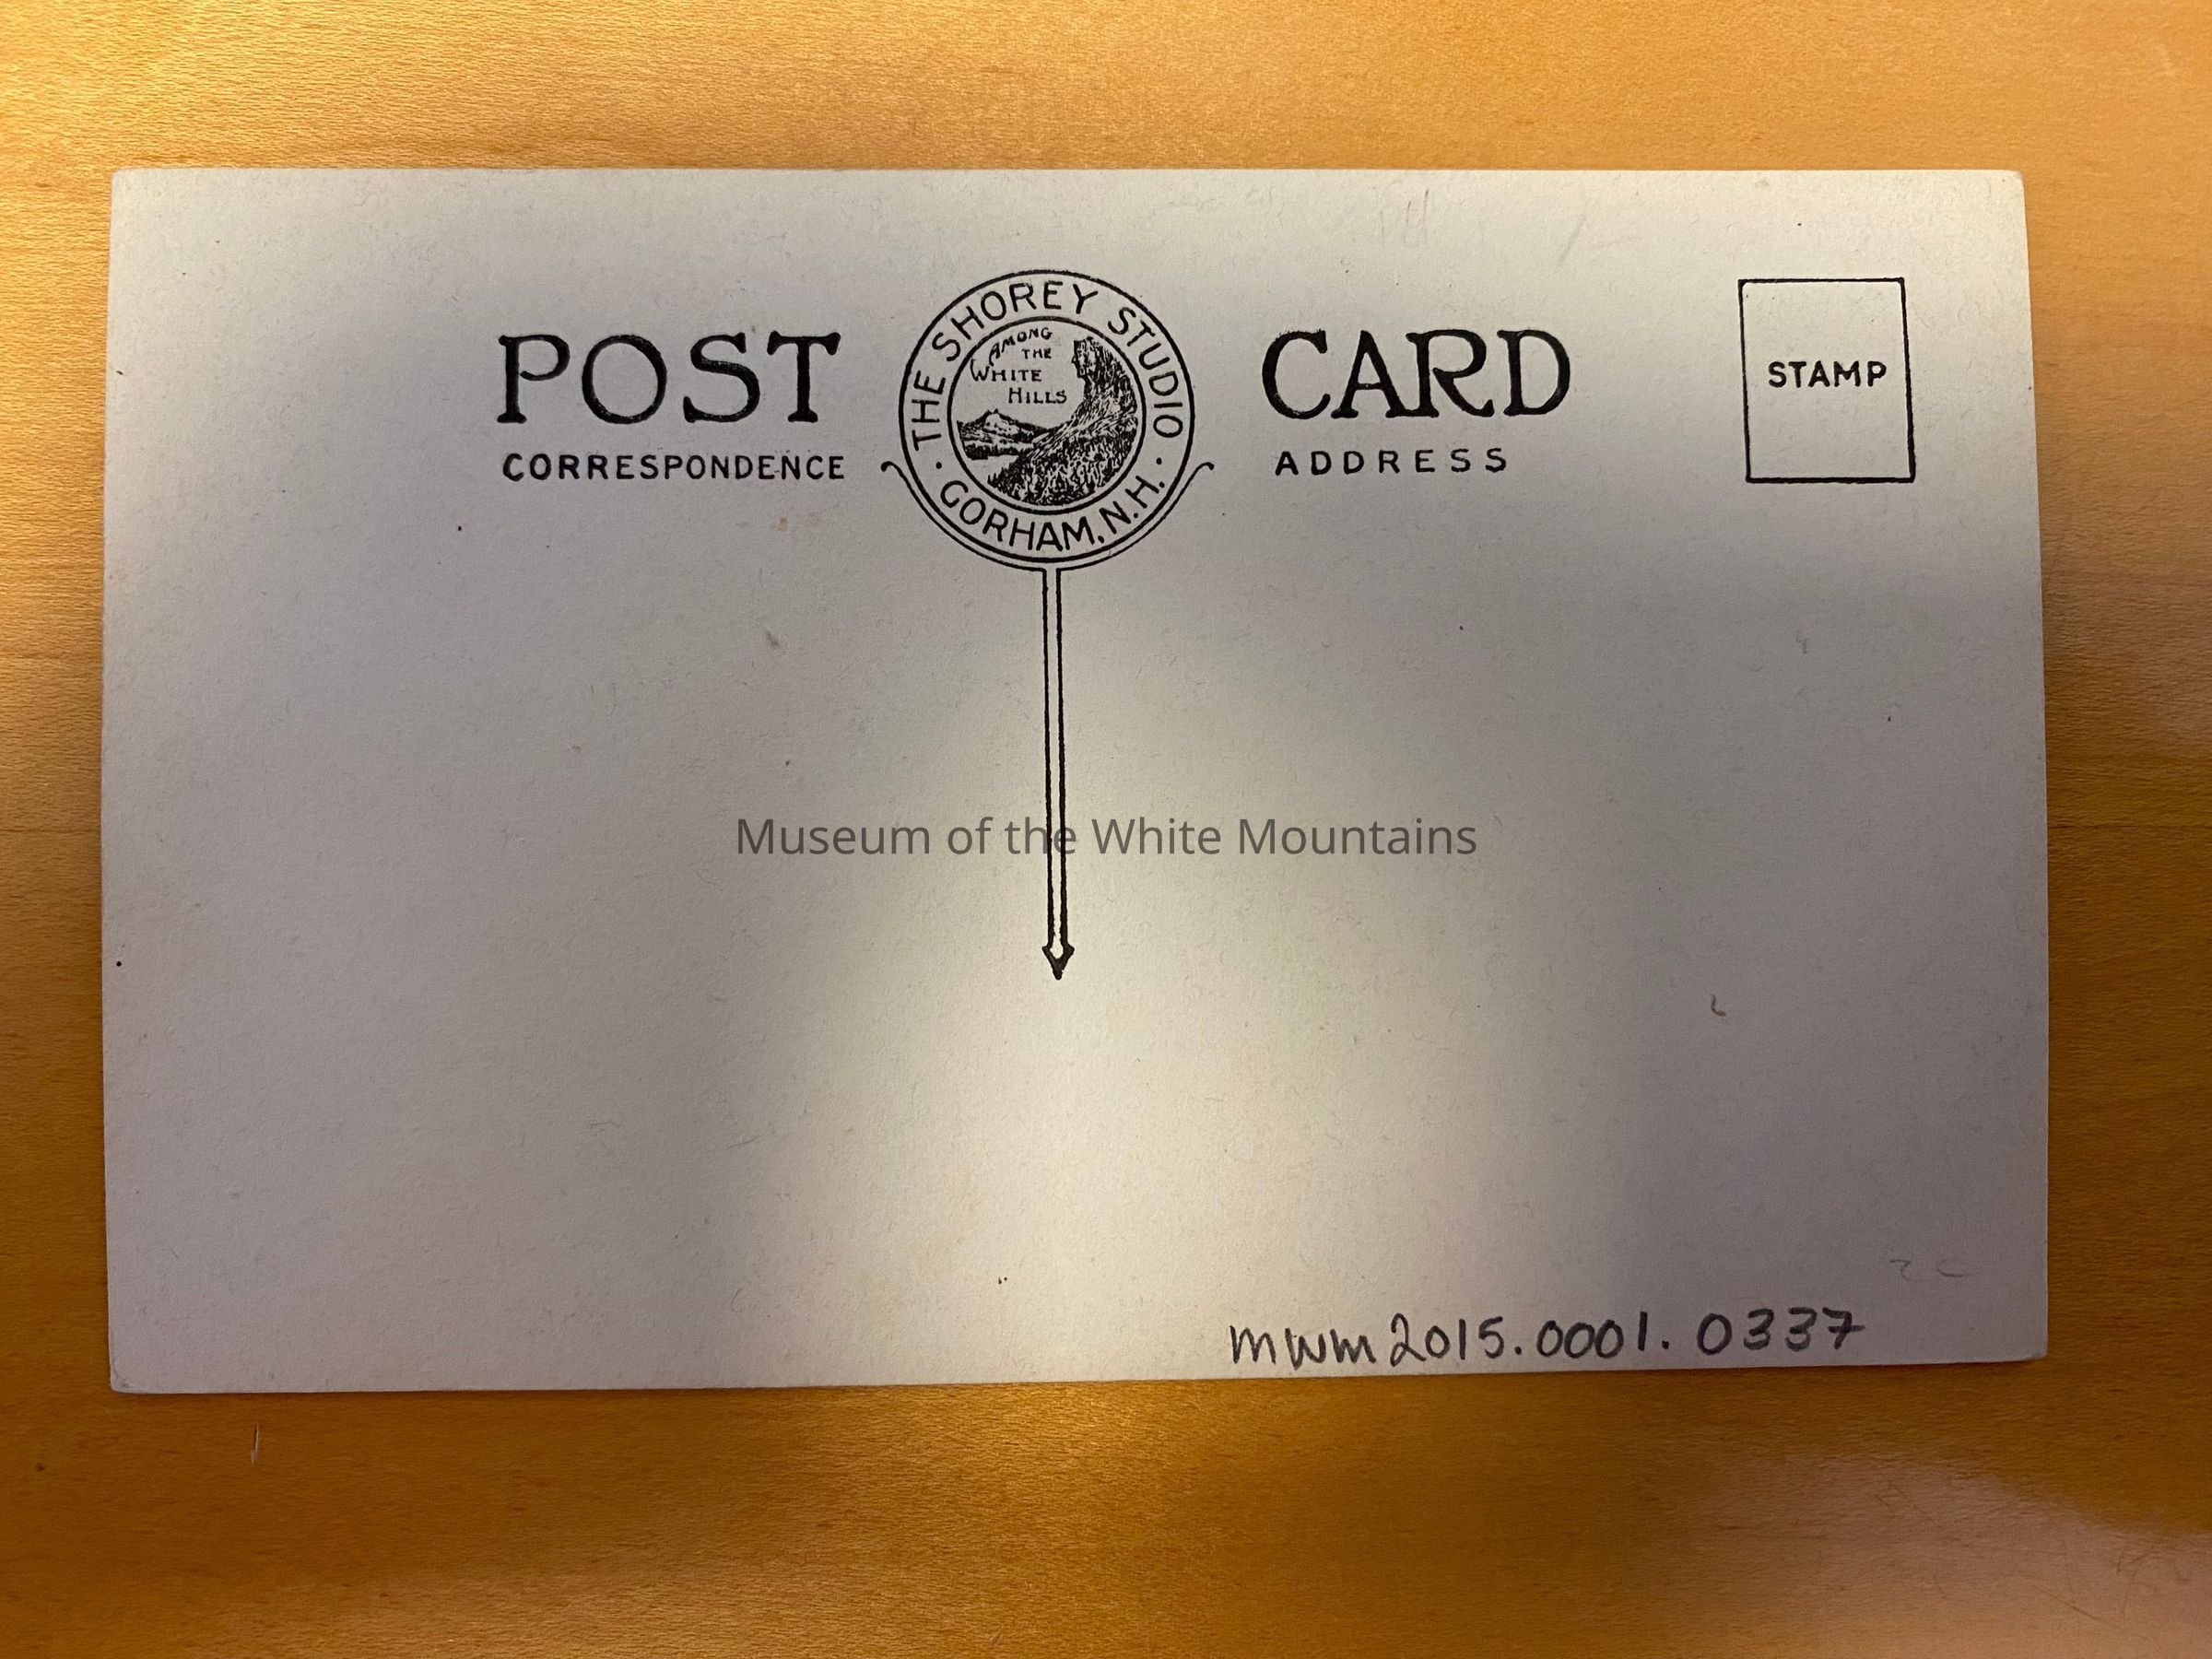 POST CARD
CORRESPONDENCE ADDRESS
THE SHOREY STUDIO
· GORHAM, N.H. ·
AMONG
THE
WHITE
HILLS
STAMP
Museum of the White Mountains
mwm2015.0001.0337